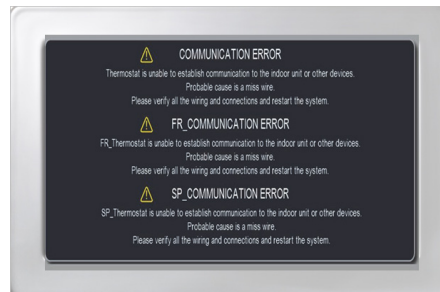 COMMUNICATION ERROR
Thermostat is unable to establish communication to the indoor unit or other devices.
Probable cause is a miss wire.
Please verify all the wiring and connections and restart the system.
FR_COMMUNICATION ERROR
FR_Thermostat is unable to establish communication to the indoor unit or other devices.
Probable cause is a miss wire.
Please verify all the wiring and connections and restart the system.
SP_COMMUNICATION ERROR
SP_Thermostat is unable to establish communication to the indoor unit or other devices.
Probable cause is a miss wire.
Please verify all the wiring and connections and restart the system.